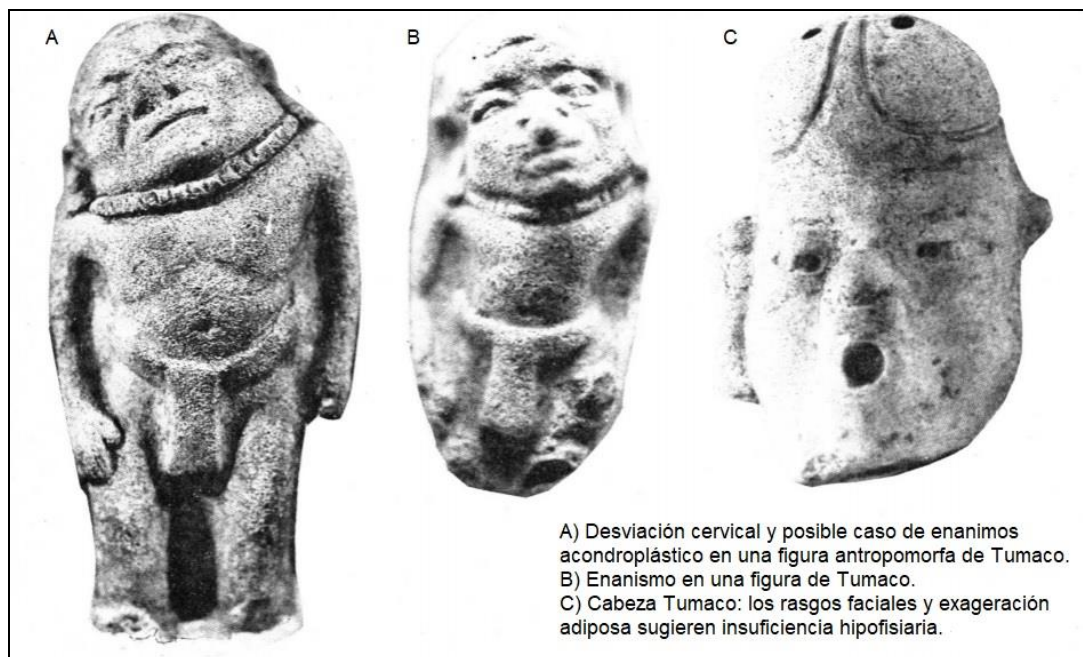 A
B
C
A) Desviación cervical y posible caso de enanimos
acondroplástico en una figura antropomorfa de Tumaco.
B) Enanismo en una figura de Tumaco.
C) Cabeza Tumaco: los rasgos faciales y exageración
adiposa sugieren insuficiencia hipofisiaria.